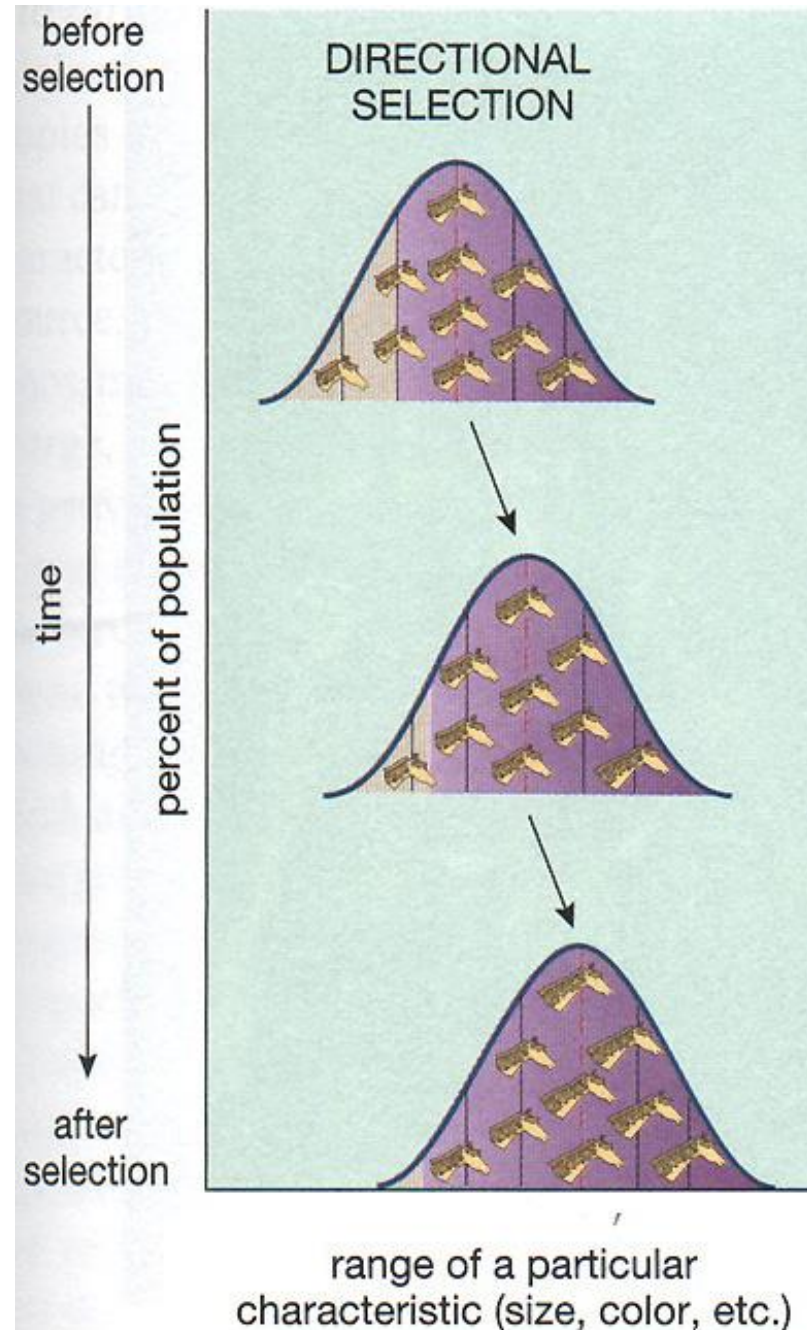 before
selection
DIRECTIONAL
SELECTION
time
percent of population
after
selection
range of a particular
characteristic (size, color, etc.)